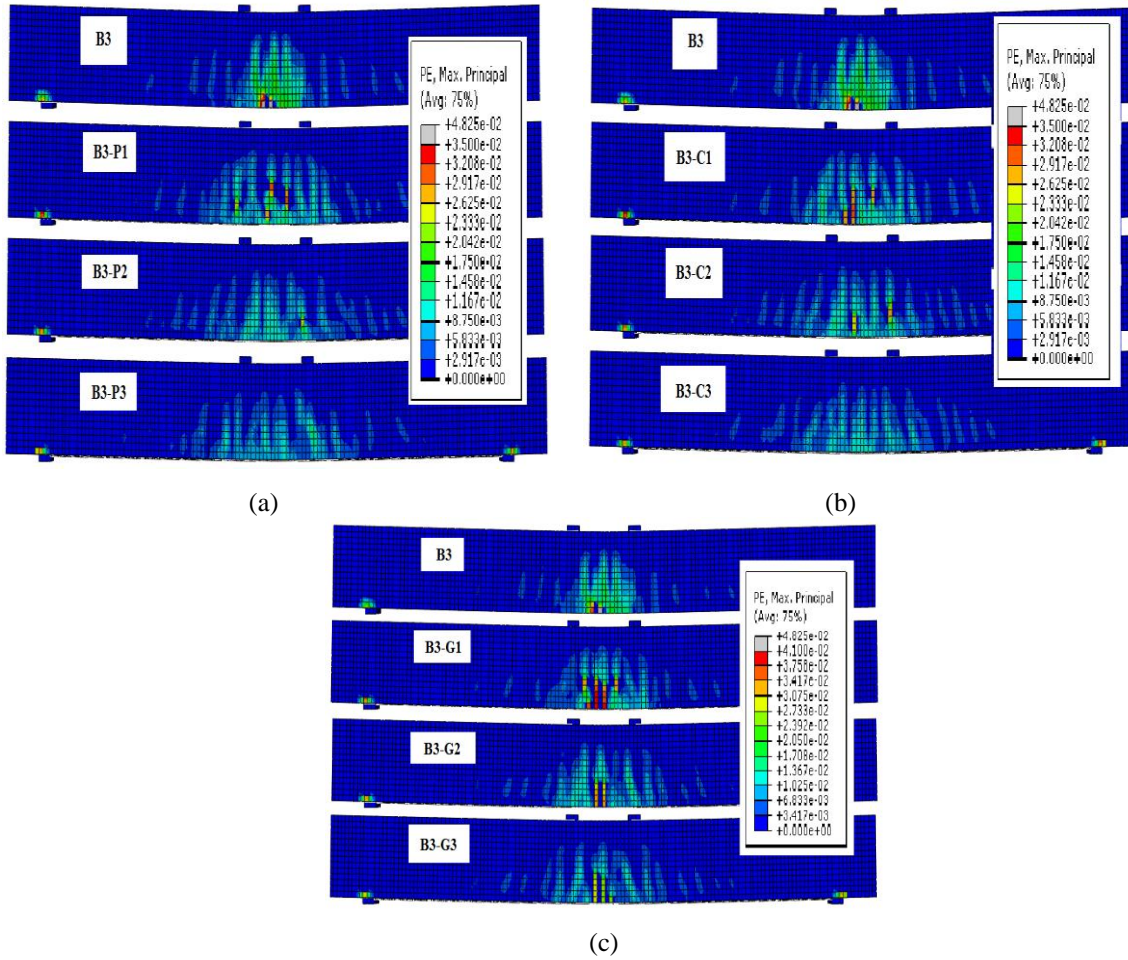 B3
PE, Max. Principal
(Avg: 75%)
+4.825e-02
+3.500e-02
+3.208e-02
+2.917e-02
+2.625e-02
+2.333e-02
+2.042e-02
+1.750e-02
+1.458e-02
+1.167e-02
+8.750e-03
+5.833e-03
+2.917e-03
+0.000e+00
B3-P1
B3-P2
B3-P3
(a)
B3
PE, Max. Principal
(Avg: 75%)
+4.825e-02
+3.500e-02
+3.208e-02
+2.917e-02
+2.625e-02
+2.333e-02
+2.042e-02
+1.750e-02
+1.458e-02
+1.167e-02
+8.750e-03
+5.833e-03
+2.917e-03
+0.000e+00
B3-C1
B3-C2
B3-C3
(b)
B3
PE, Max. Principal
(Avg: 75%)
+4.825e-02
+4.100e-02
+3.758e-02
+3.417e-02
+3.075e-02
+2.733e-02
+2.392e-02
+2.050e-02
+1.708e-02
+1.367e-02
+1.025e-02
+6.833e-03
+3.417e-03
+0.000e+00
B3-G1
B3-G2
B3-G3
(c)